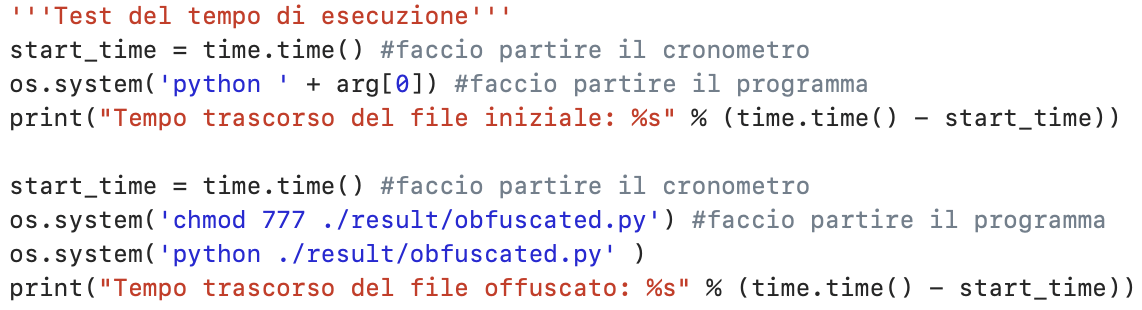 '''Test del tempo di esecuzione'''
start_time = time.time() #faccio partire il cronometro
os.system('python ' + arg[0]) #faccio partire il programma
print("Tempo trascorso del file iniziale: %s" % (time.time() - start_time))
start_time = time.time() #faccio partire il cronometro
os.system('chmod 777 ./result/obfuscated.py') #faccio partire il programma
os.system('python ./result/obfuscated.py' )
print("Tempo trascorso del file offuscato: %s" % (time.time() - start_time))